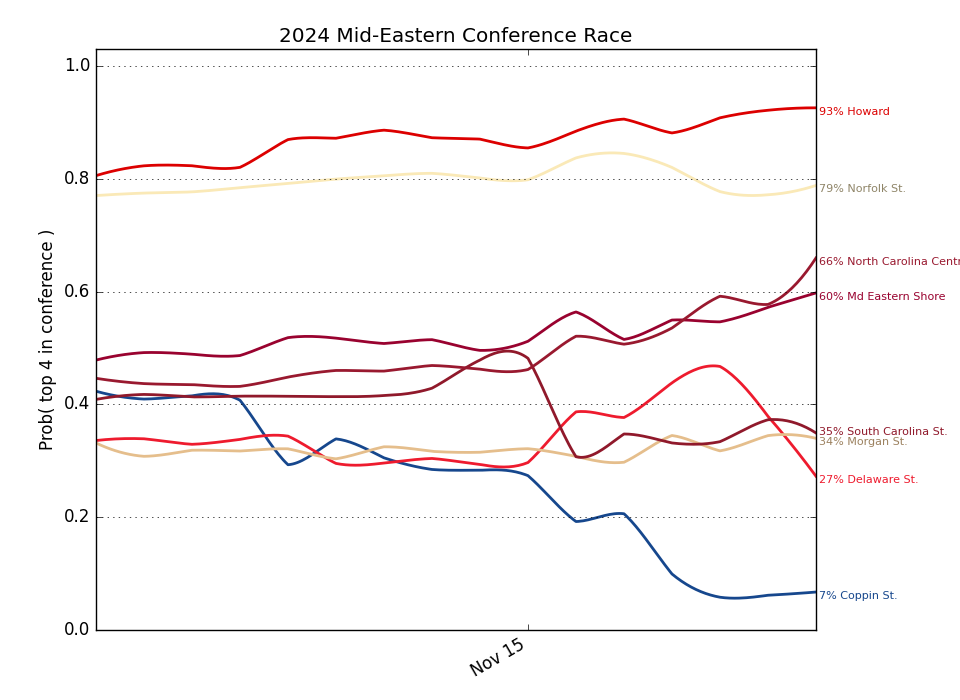 2024 Mid-Eastern Conference Race
Prob( top 4 in conference )
1.0
0.8
0.6
0.4
0.2
0.0
Nov 15
93% Howard
79% Norfolk St.
66% North Carolina Centr
60% Md Eastern Shore
35% South Carolina St.
34% Morgan St.
27% Delaware St.
7% Coppin St.